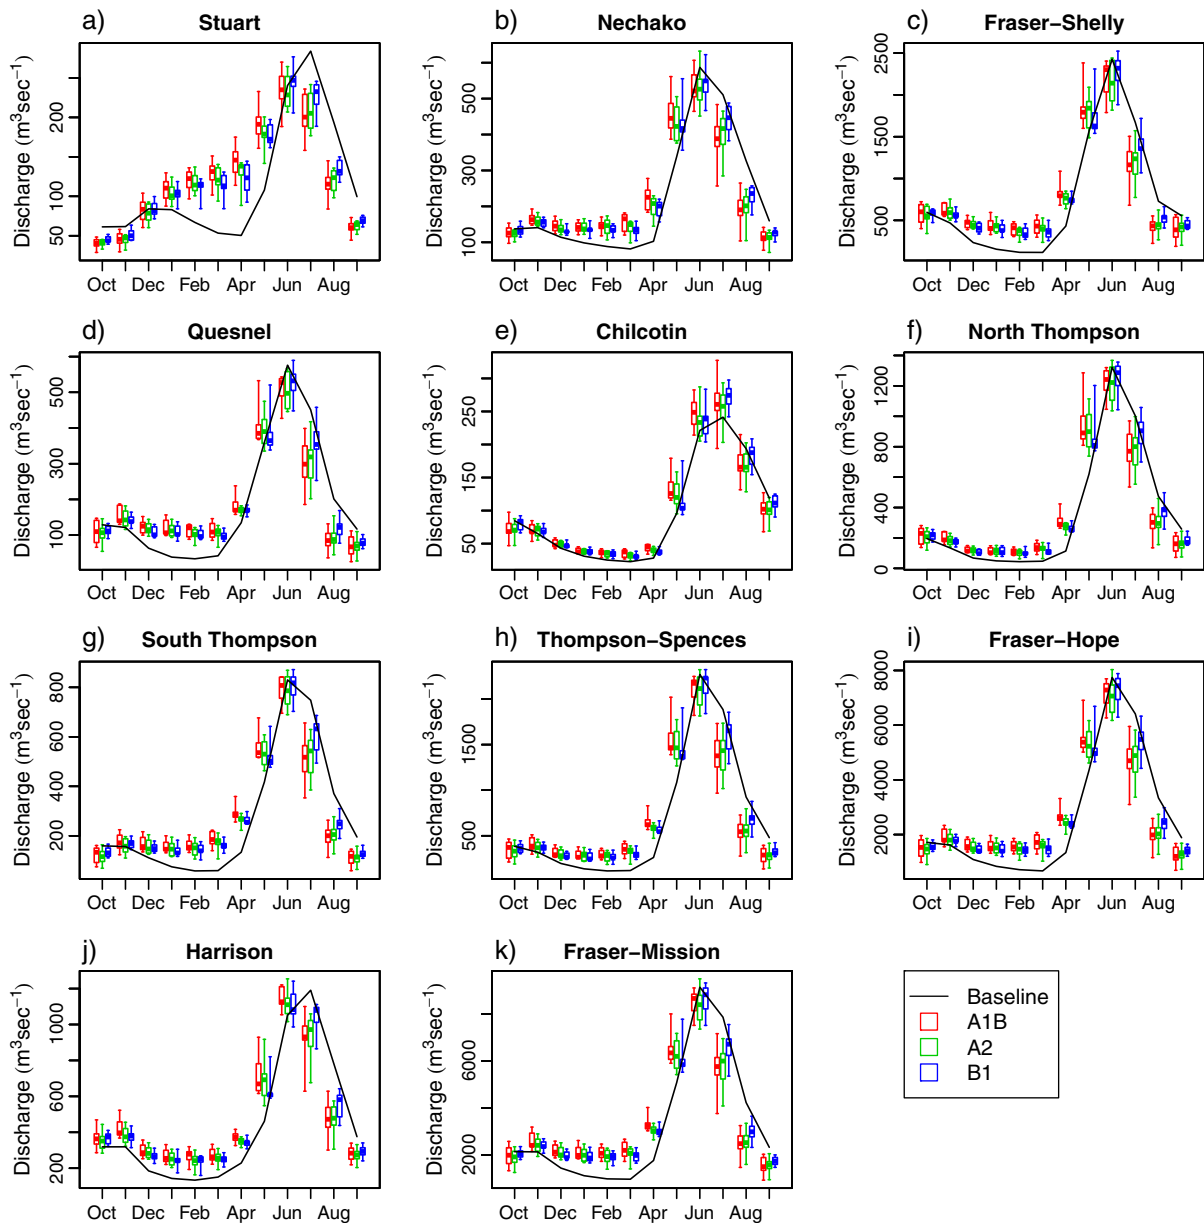 a) Stuart
b) Nechako
c) Fraser−Shelly
Discharge (m³sec⁻¹)
50 100 200
Oct Dec Feb Apr Jun Aug
Discharge (m³sec⁻¹)
100 300 500
Oct Dec Feb Apr Jun Aug
Discharge (m³sec⁻¹)
500 1500 2500
Oct Dec Feb Apr Jun Aug
d) Quesnel
e) Chilcotin
f) North Thompson
Discharge (m³sec⁻¹)
100 300 500
Oct Dec Feb Apr Jun Aug
Discharge (m³sec⁻¹)
50 150 250
Oct Dec Feb Apr Jun Aug
Discharge (m³sec⁻¹)
0 400 800 1200
Oct Dec Feb Apr Jun Aug
g) South Thompson
h) Thompson−Spences
i) Fraser−Hope
Discharge (m³sec⁻¹)
200 400 600 800
Oct Dec Feb Apr Jun Aug
Discharge (m³sec⁻¹)
500 1500
Oct Dec Feb Apr Jun Aug
Discharge (m³sec⁻¹)
2000 4000 6000 8000
Oct Dec Feb Apr Jun Aug
j) Harrison
k) Fraser−Mission
Discharge (m³sec⁻¹)
200 600 1000
Oct Dec Feb Apr Jun Aug
Discharge (m³sec⁻¹)
2000 6000
Oct Dec Feb Apr Jun Aug
Baseline
A1B
A2
B1